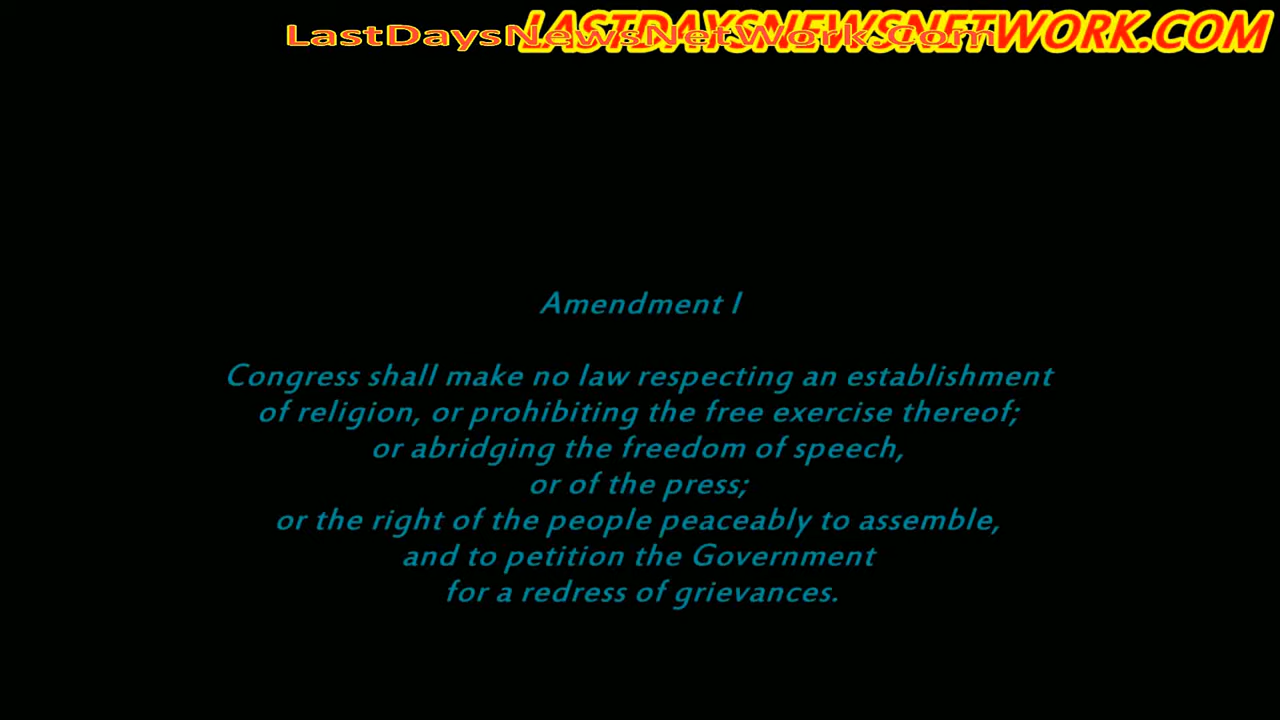 LastDaysNewsNetWork.Com
LASTDAYSNEWSNETWORK.COM
Amendment I
Congress shall make no law respecting an establishment
of religion, or prohibiting the free exercise thereof;
or abridging the freedom of speech,
or of the press;
or the right of the people peaceably to assemble,
and to petition the Government
for a redress of grievances.